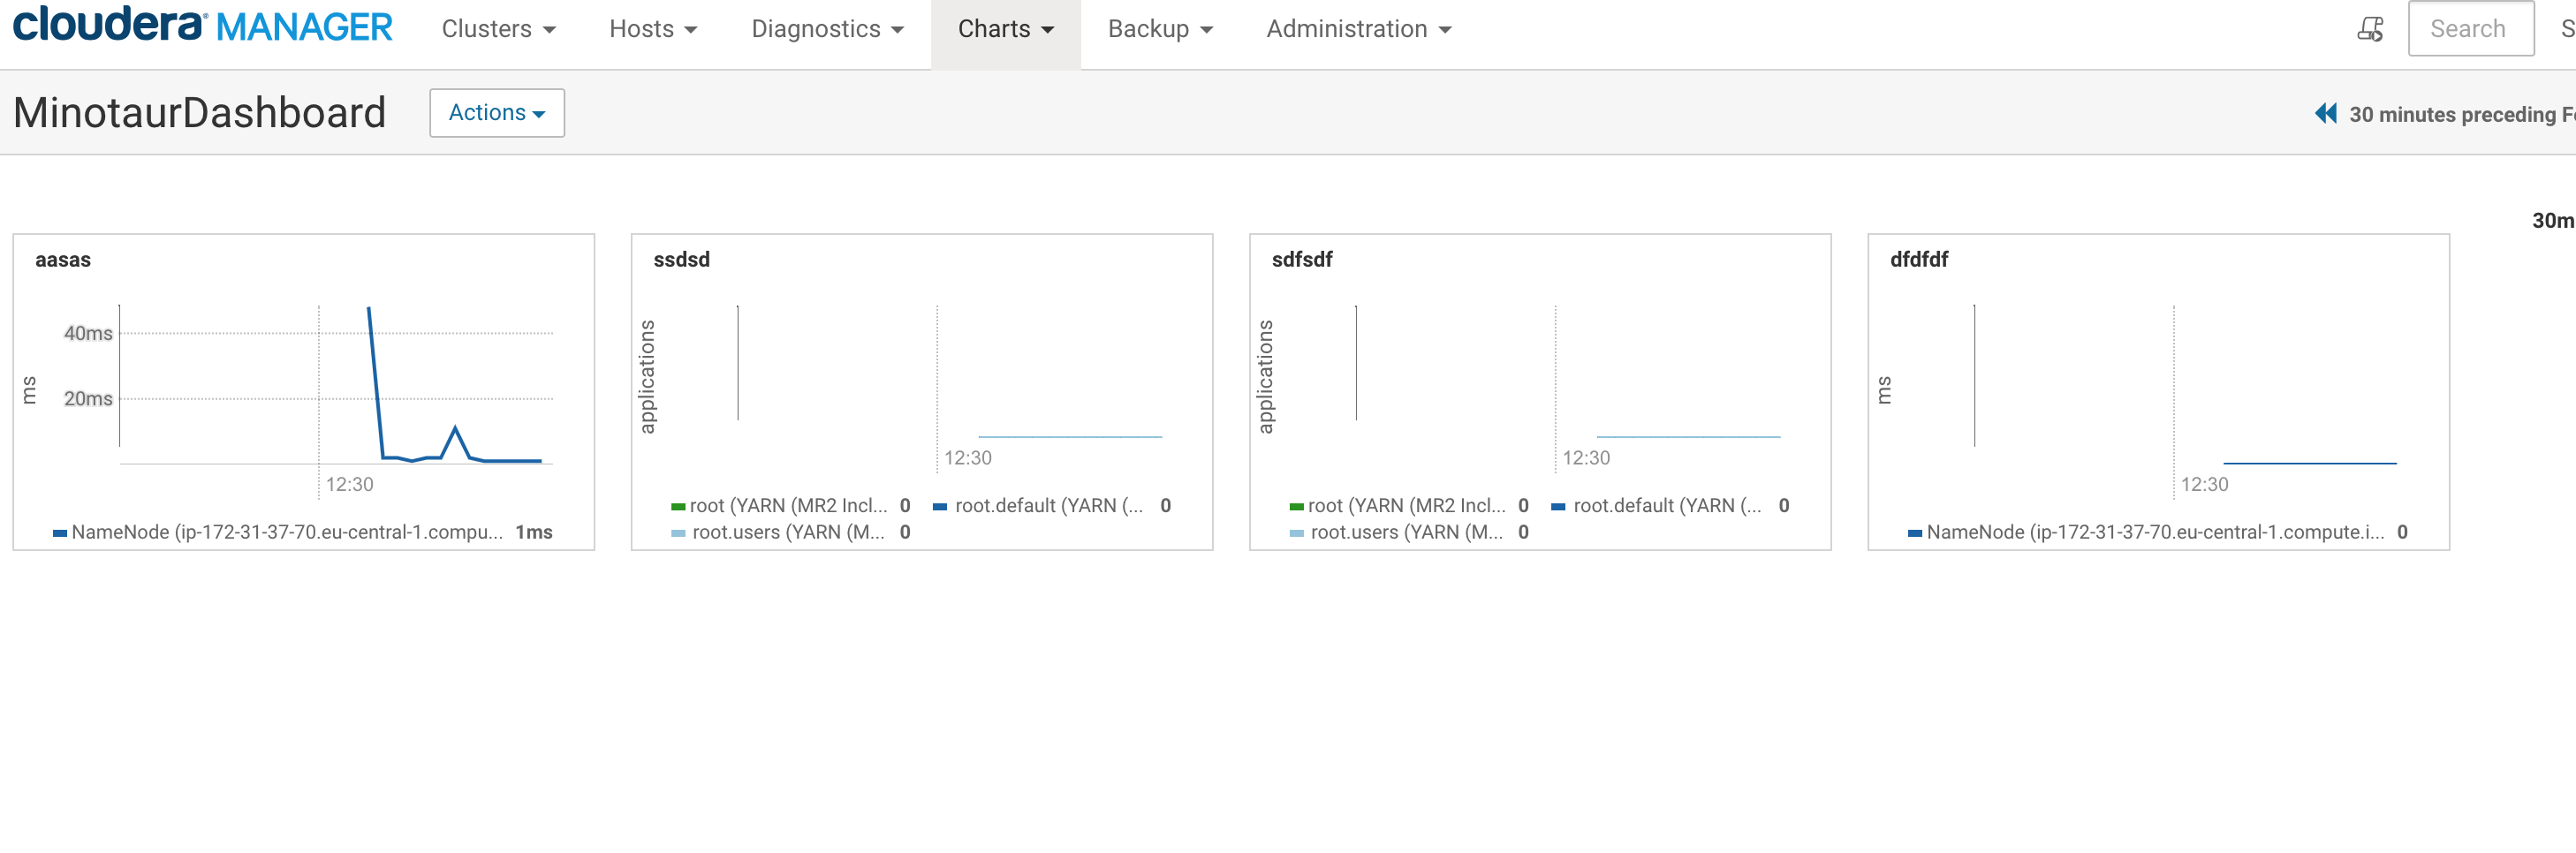 cloudera MANAGER Clusters Hosts Diagnostics Charts Backup Administration Search S
MinotaurDashboard Actions 30 minutes preceding Fe
30m
aasas
40ms
20ms
ms
12:30
NameNode (ip-172-31-37-70.eu-central-1.compu... 1ms
ssdsd
applications
12:30
root (YARN (MR2 Incl... 0 root.default (YARN (... 0
root.users (YARN (M... 0
sdfsdf
applications
12:30
root (YARN (MR2 Incl... 0 root.default (YARN (... 0
root.users (YARN (M... 0
dfdfdf
ms
12:30
NameNode (ip-172-31-37-70.eu-central-1.compute.i... 0